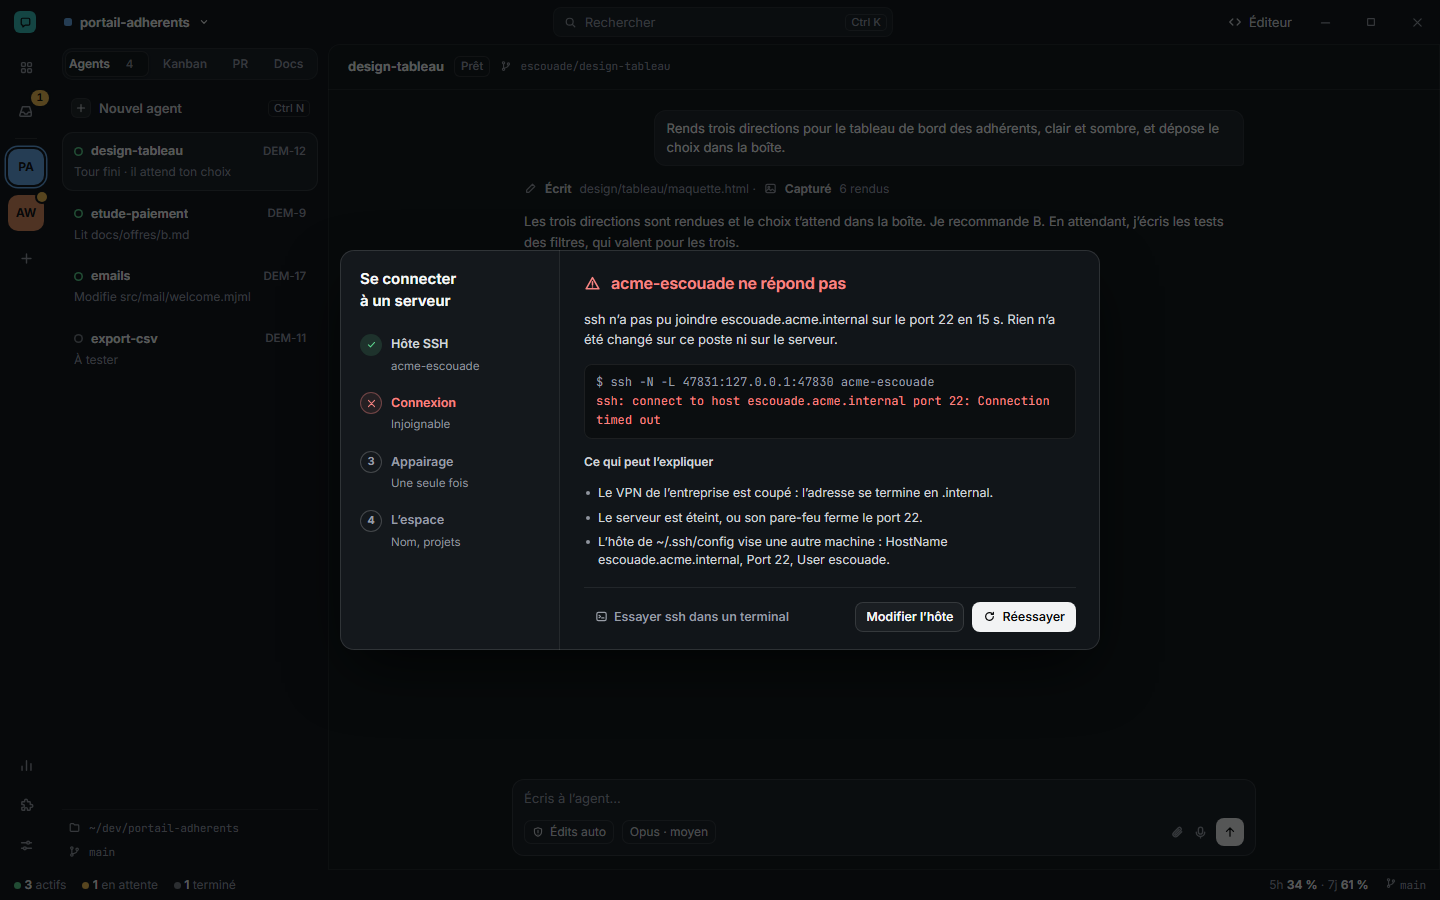 portail-adherents
Rechercher
Ctrl K
Éditeur
1
PA
AW
Agents 4
Kanban
PR
Docs
Nouvel agent
Ctrl N
design-tableau
DEM-12
Tour fini · il attend ton choix
etude-paiement
DEM-9
Lit docs/offres/b.md
emails
DEM-17
Modifie src/mail/welcome.mjml
export-csv
DEM-11
À tester
~/dev/portail-adherents
main
design-tableau
Prêt
escouade/design-tableau
Rends trois directions pour le tableau de bord des adhérents, clair et sombre, et dépose le
choix dans la boîte.
Écrit design/tableau/maquette.html · Capturé 6 rendus
Les trois directions sont rendues et le choix t’attend dans la boîte. Je recommande B. En attendant, j’écris les tests
des filtres, qui valent pour les trois.
Se connecter
à un serveur
Hôte SSH
acme-escouade
Connexion
Injoignable
3
Appairage
Une seule fois
4
L’espace
Nom, projets
acme-escouade ne répond pas
ssh n’a pas pu joindre escouade.acme.internal sur le port 22 en 15 s. Rien n’a
été changé sur ce poste ni sur le serveur.
$ ssh -N -L 47831:127.0.0.1:47830 acme-escouade
ssh: connect to host escouade.acme.internal port 22: Connection
timed out
Ce qui peut l’expliquer
• Le VPN de l’entreprise est coupé : l’adresse se termine en .internal.
• Le serveur est éteint, ou son pare-feu ferme le port 22.
• L’hôte de ~/.ssh/config vise une autre machine : HostName
escouade.acme.internal, Port 22, User escouade.
Essayer ssh dans un terminal
Modifier l’hôte
Réessayer
Écris à l’agent…
Édits auto
Opus · moyen
3 actifs
1 en attente
1 terminé
5h 34 % · 7j 61 %
main